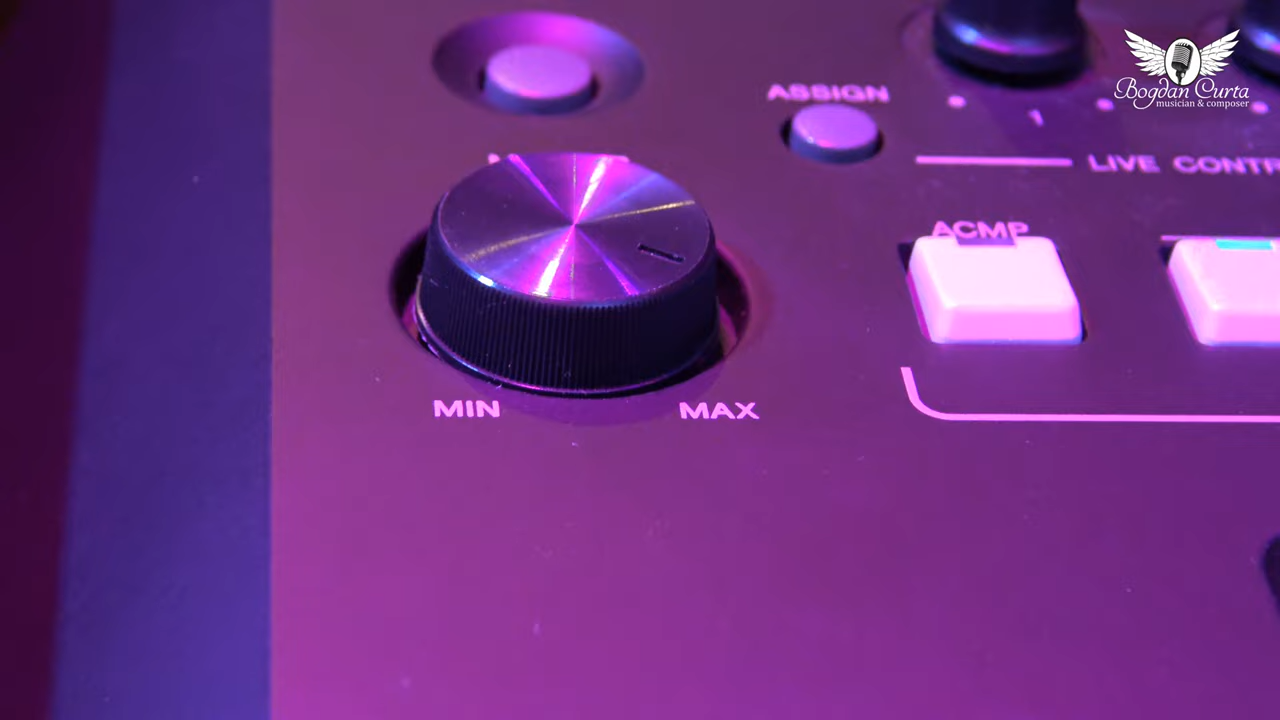 Bogdan Curta
musician & composer
ASSIGN
1
LIVE CONTR
ACMP
MIN
MAX